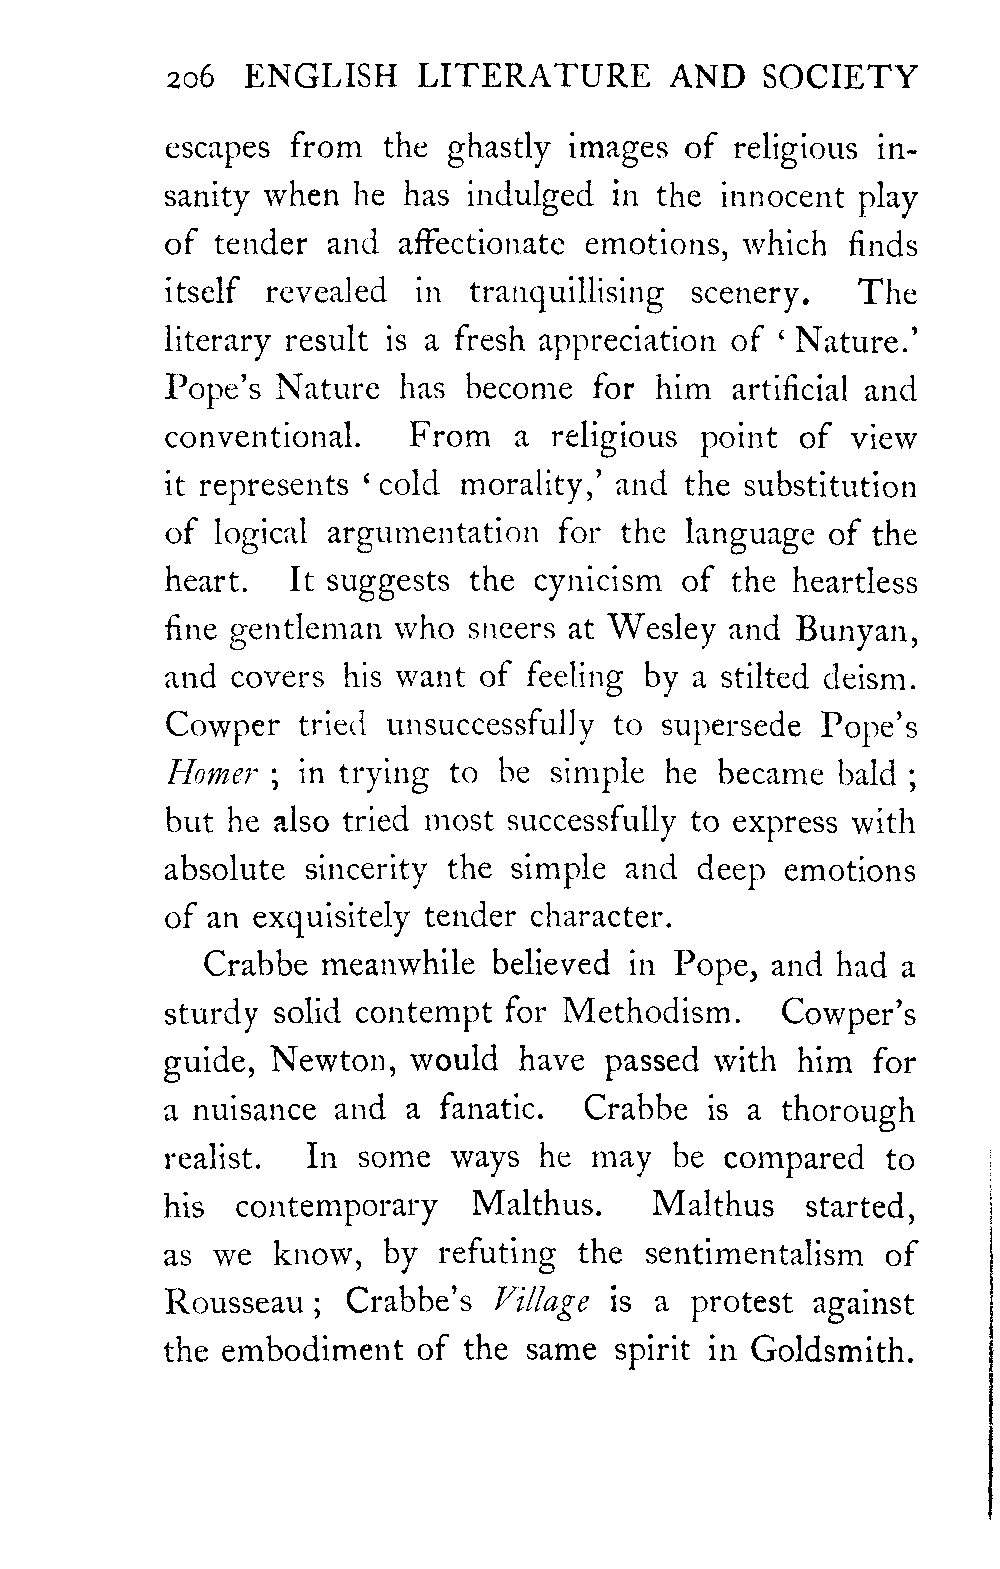 206 ENGLISH LITERATURE AND SOCIETY
escapes from the ghastly images of religious in-
sanity when he has indulged in the innocent play
of tender and affectionate emotions, which finds
itself revealed in tranquillising scenery. The
literary result is a fresh appreciation of ‘ Nature.’
Pope’s Nature has become for him artificial and
conventional. From a religious point of view
it represents ‘ cold morality,’ and the substitution
of logical argumentation for the language of the
heart. It suggests the cynicism of the heartless
fine gentleman who sneers at Wesley and Bunyan,
and covers his want of feeling by a stilted deism.
Cowper tried unsuccessfully to supersede Pope’s
Homer ; in trying to be simple he became bald ;
but he also tried most successfully to express with
absolute sincerity the simple and deep emotions
of an exquisitely tender character.
Crabbe meanwhile believed in Pope, and had a
sturdy solid contempt for Methodism. Cowper’s
guide, Newton, would have passed with him for
a nuisance and a fanatic. Crabbe is a thorough
realist. In some ways he may be compared to
his contemporary Malthus. Malthus started,
as we know, by refuting the sentimentalism of
Rousseau ; Crabbe’s Village is a protest against
the embodiment of the same spirit in Goldsmith.